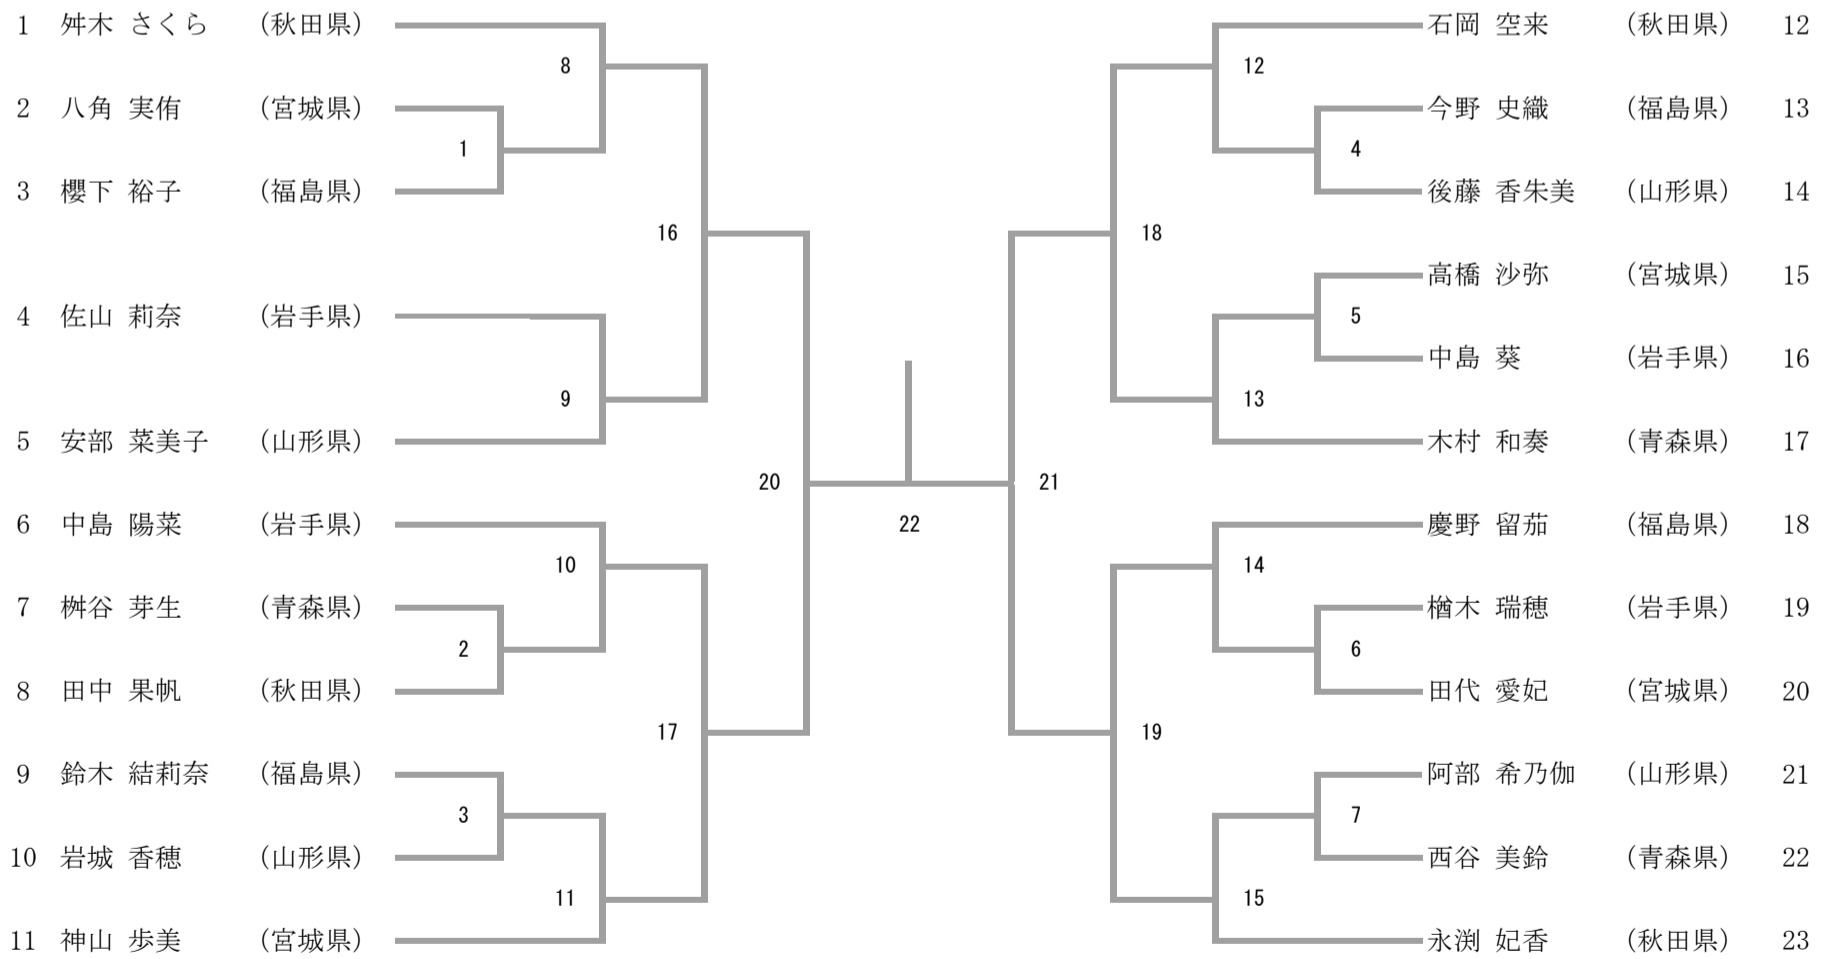 1 舛木 さくら （秋田県） 石岡 空来 （秋田県） 12
8 12
2 八角 実侑 （宮城県） 今野 史織 （福島県） 13
1 4
3 櫻下 裕子 （福島県） 後藤 香朱美 （山形県） 14
16 18
高橋 沙弥 （宮城県） 15
4 佐山 莉奈 （岩手県） 5
中島 葵 （岩手県） 16
9 13
5 安部 菜美子 （山形県） 木村 和奏 （青森県） 17
20 21
6 中島 陽菜 （岩手県） 22 慶野 留茄 （福島県） 18
10 14
7 桝谷 芽生 （青森県） 楢木 瑞穂 （岩手県） 19
2 6
8 田中 果帆 （秋田県） 田代 愛妃 （宮城県） 20
17 19
9 鈴木 結莉奈 （福島県） 阿部 希乃伽 （山形県） 21
3 7
10 岩城 香穂 （山形県） 西谷 美鈴 （青森県） 22
11 15
11 神山 歩美 （宮城県） 永渕 妃香 （秋田県） 23